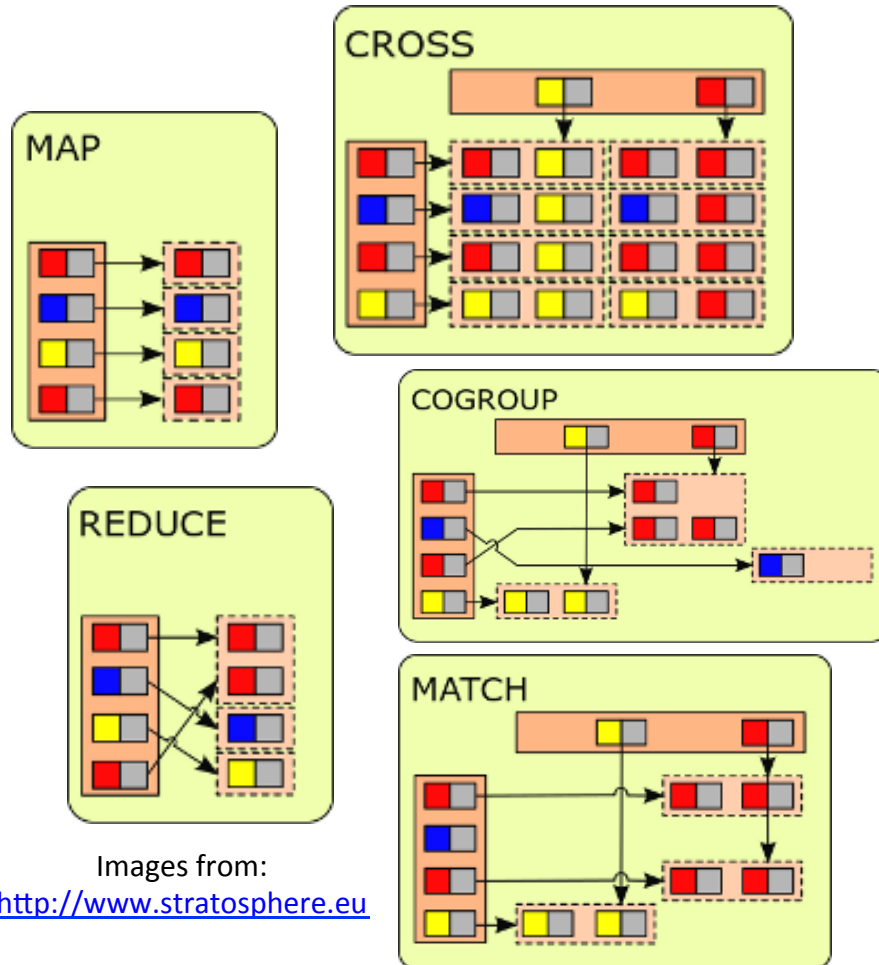 CROSS
MAP
COGROUP
REDUCE
MATCH
Images from:
http://www.stratosphere.eu